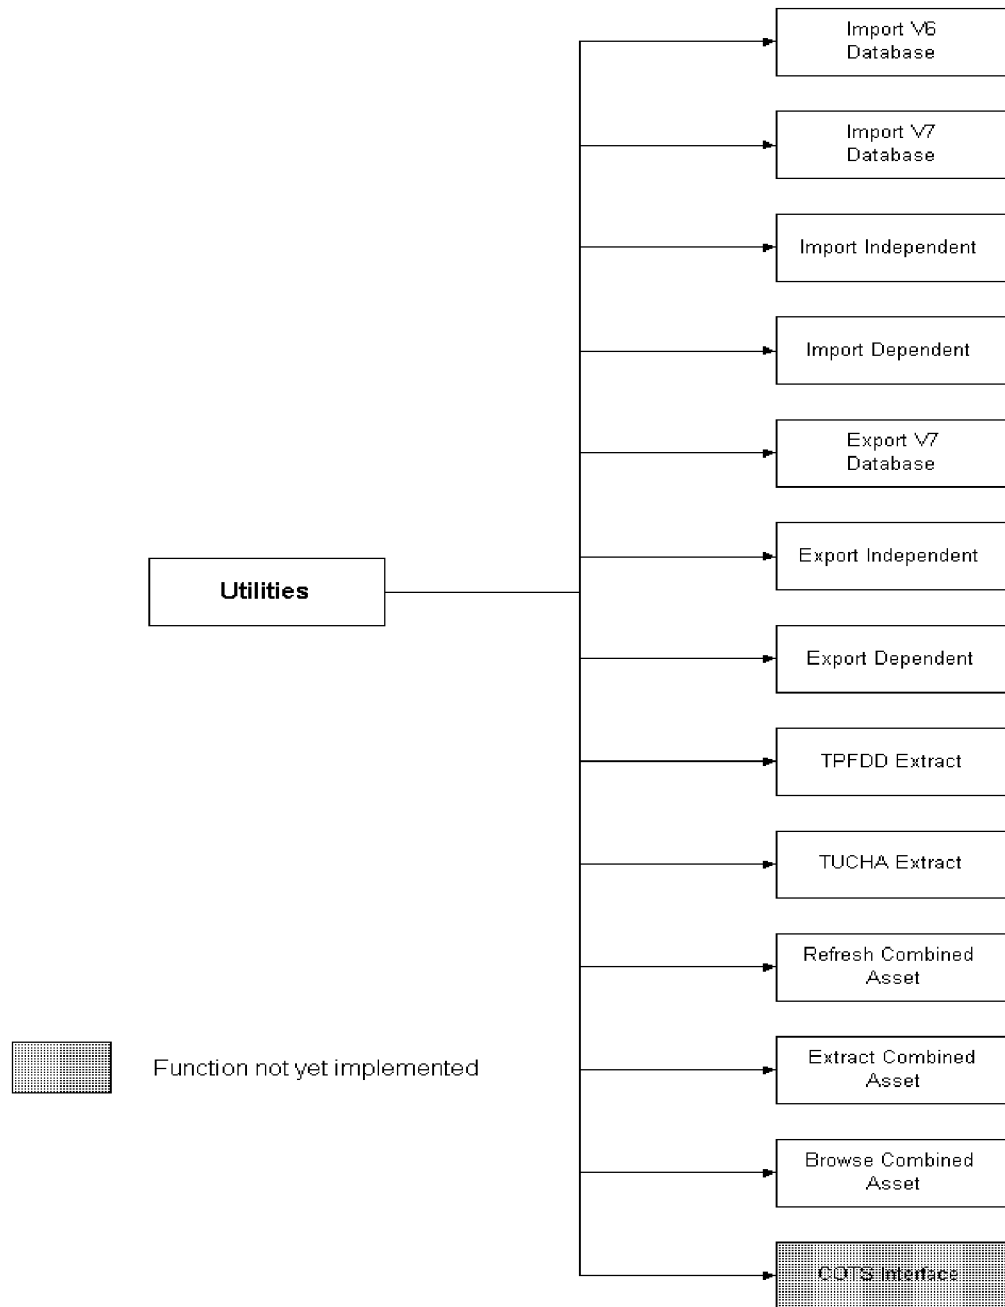 Import V6
Database
Import V7
Database
Import Independent
Import Dependent
Export V7
Database
Export Independent
Utilities
Export Dependent
TPFDD Extract
TUCHA Extract
Refresh Combined
Asset
Function not yet implemented
Extract Combined
Asset
Browse Combined
Asset
COTS Interface